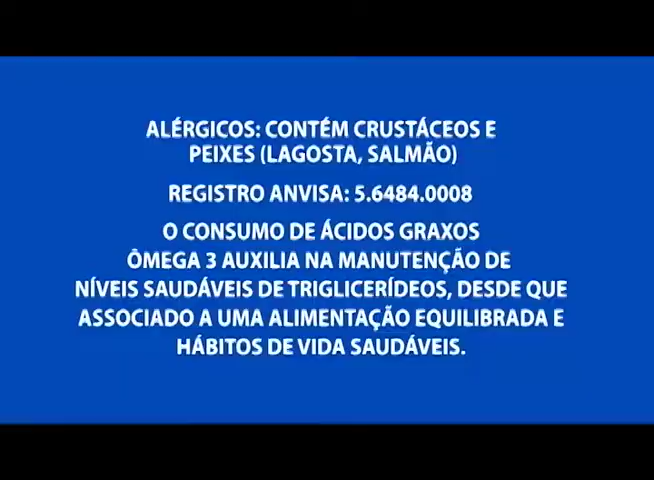 ALÉRGICOS: CONTÉM CRUSTÁCEOS E
PEIXES (LAGOSTA, SALMÃO)
REGISTRO ANVISA: 5.6484.0008
O CONSUMO DE ÁCIDOS GRAXOS
ÔMEGA 3 AUXILIA NA MANUTENÇÃO DE
NÍVEIS SAUDÁVEIS DE TRIGLICERÍDEOS, DESDE QUE
ASSOCIADO A UMA ALIMENTAÇÃO EQUILIBRADA E
HÁBITOS DE VIDA SAUDÁVEIS.